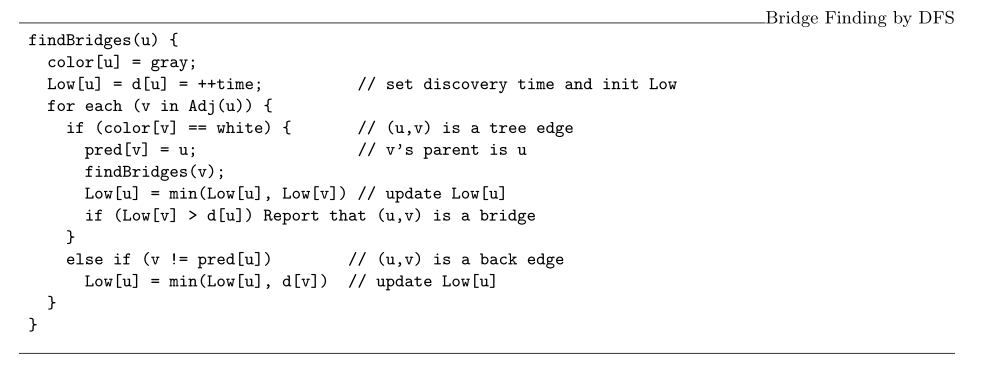 Bridge Finding by DFS
findBridges(u) {
  color[u] = gray;
  Low[u] = d[u] = ++time;          // set discovery time and init Low
  for each (v in Adj(u)) {
    if (color[v] == white) {       // (u,v) is a tree edge
      pred[v] = u;                 // v's parent is u
      findBridges(v);
      Low[u] = min(Low[u], Low[v]) // update Low[u]
      if (Low[v] > d[u]) Report that (u,v) is a bridge
    }
    else if (v != pred[u])        // (u,v) is a back edge
      Low[u] = min(Low[u], d[v])  // update Low[u]
  }
}